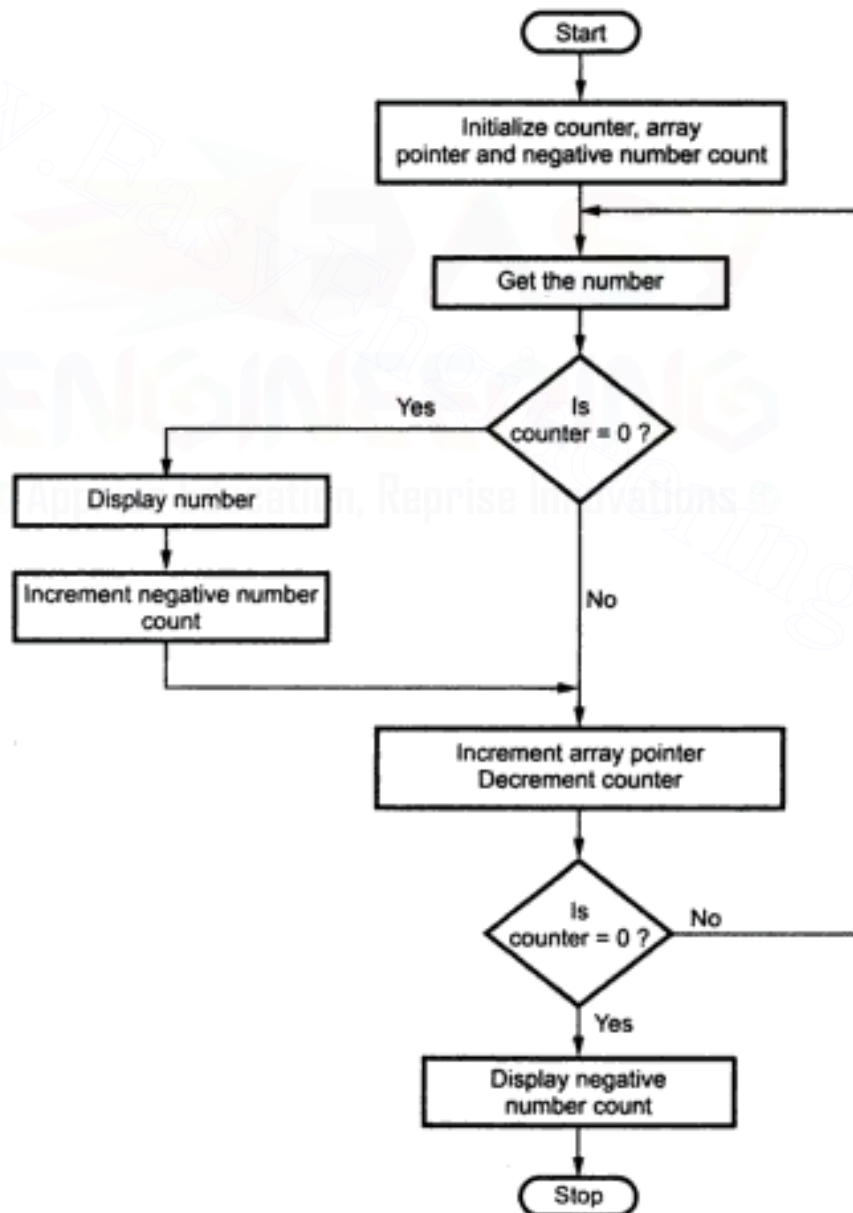 Start
Initialize counter, array
pointer and negative number count
Get the number
Is
counter = 0 ?
Yes
Display number
Increment negative number
count
No
Increment array pointer
Decrement counter
Is
counter = 0 ?
No
Yes
Display negative
number count
Stop